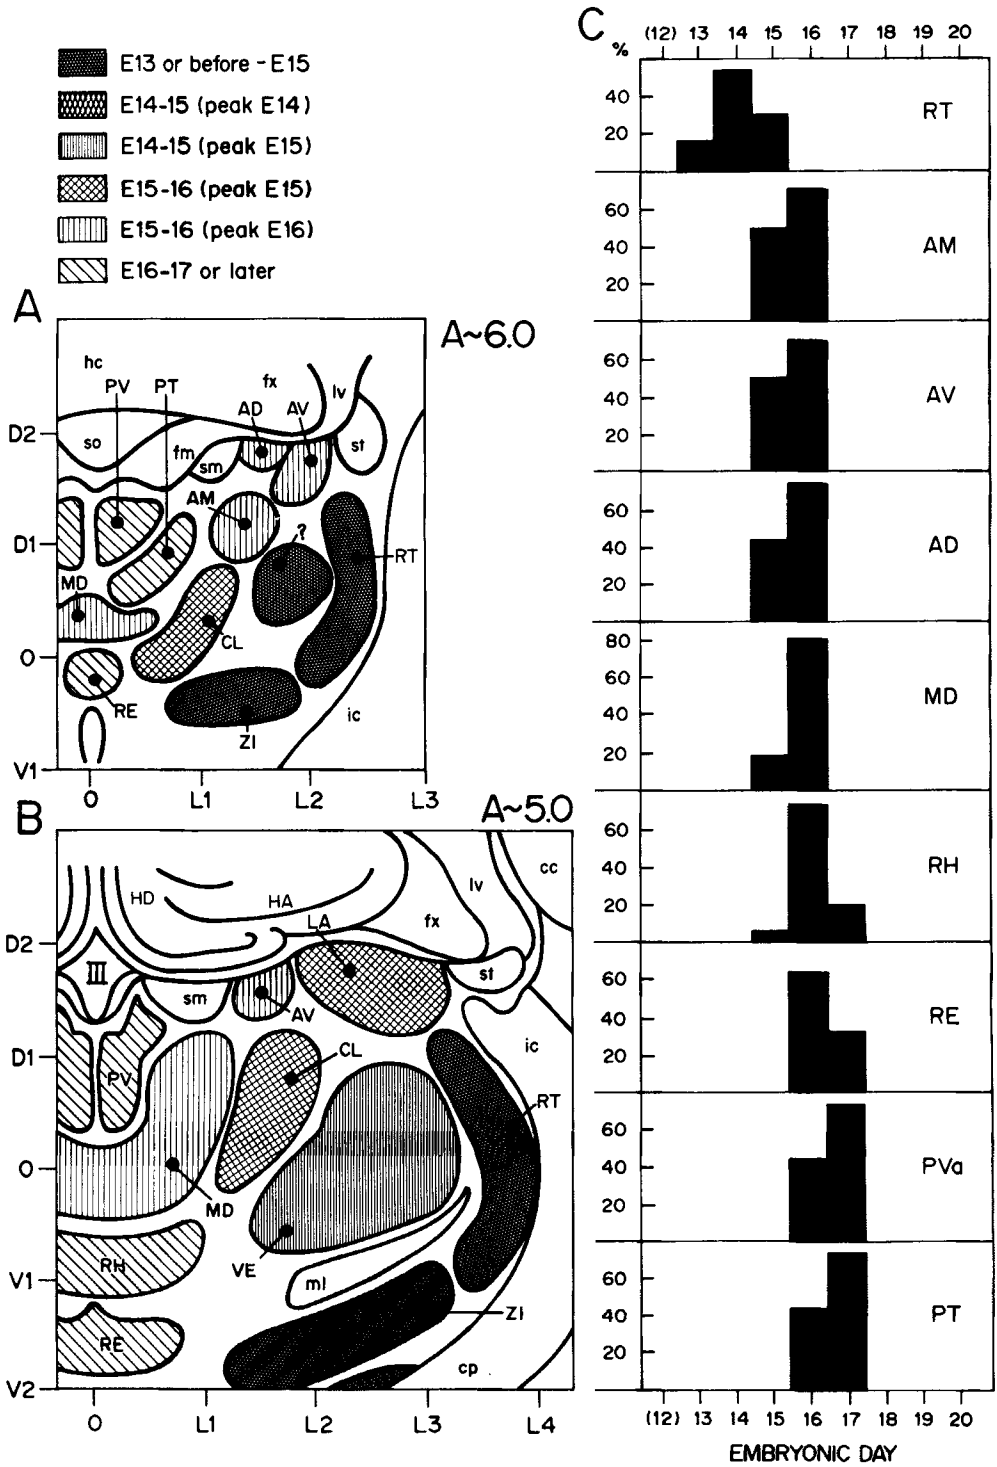 E13 or before - E15
E14-15 (peak E14)
E14-15 (peak E15)
E15-16 (peak E15)
E15-16 (peak E16)
E16-17 or later
A
A~6.0
hc
PV PT
fx
lv
AD AV
D2
so
fm
sm
st
AM
?
D1
RT
MD
CL
O
RE
ZI
ic
V1
O L1 L2 L3
B
A~5.0
cc
HD
HA
lv
LA
fx
D2
III
st
sm
AV
D1
CL
ic
PV
RT
O
MD
VE
RH
V1
ml
ZI
RE
cp
V2
O L1 L2 L3 L4
C
% (12) 13 14 15 16 17 18 19 20
40
20
RT
60
40
20
AM
60
40
20
AV
60
40
20
AD
80
60
40
20
MD
60
40
20
RH
60
40
20
RE
60
40
20
PVa
60
40
20
PT
(12) 13 14 15 16 17 18 19 20
EMBRYONIC DAY